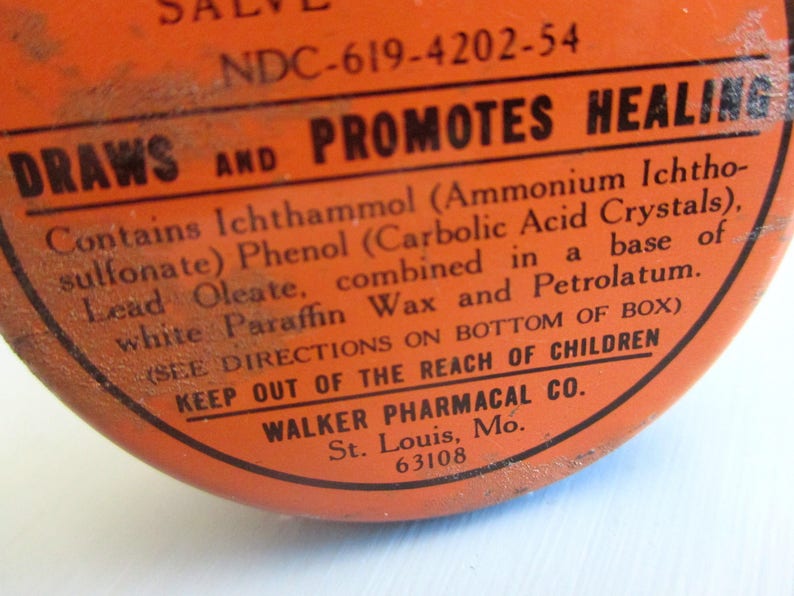 SALVE
NDC-619-4202-54
DRAWS AND PROMOTES HEALING
Contains Ichthammol (Ammonium Ichtho-
sulfonate) Phenol (Carbolic Acid Crystals),
Lead Oleate, combined in a base of
white Paraffin Wax and Petrolatum.
(SEE DIRECTIONS ON BOTTOM OF BOX)
KEEP OUT OF THE REACH OF CHILDREN
WALKER PHARMACAL CO.
St. Louis, Mo.
63108